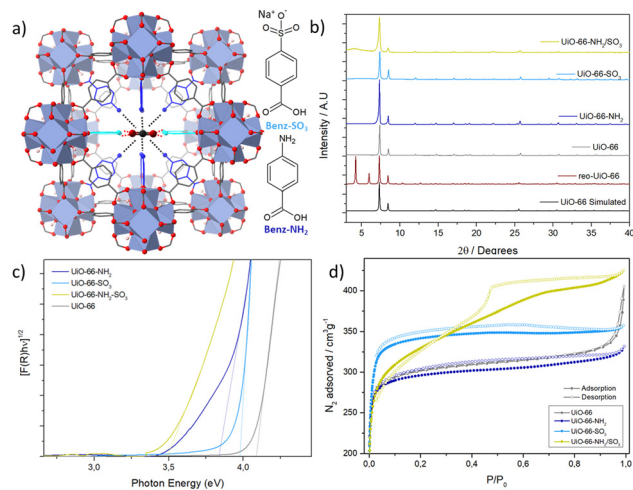 a)
Na⁺ O⁻
O=S=O
O OH
Benz-SO₃
NH₂
O OH
Benz-NH₂
b)
Intensity / A.U
UiO-66-NH₂/SO₃
UiO-66-SO₃
UiO-66-NH₂
UiO-66
reo-UiO-66
UiO-66 Simulated
5 10 15 20 25 30 35 40
2θ / Degrees
c)
[F(R)hν]^1/2
UiO-66-NH₂
UiO-66-SO₃
UiO-66-NH₂-SO₃
UiO-66
3,0 3,5 4,0
Photon Energy (eV)
d)
N₂ adsorved / cm³g⁻¹
400
350
300
250
200
Adsorption
Desorption
UiO-66
UiO-66-NH₂
UiO-66-SO₃
UiO-66-NH₂/SO₃
0,0 0,2 0,4 0,6 0,8 1,0
P/P₀